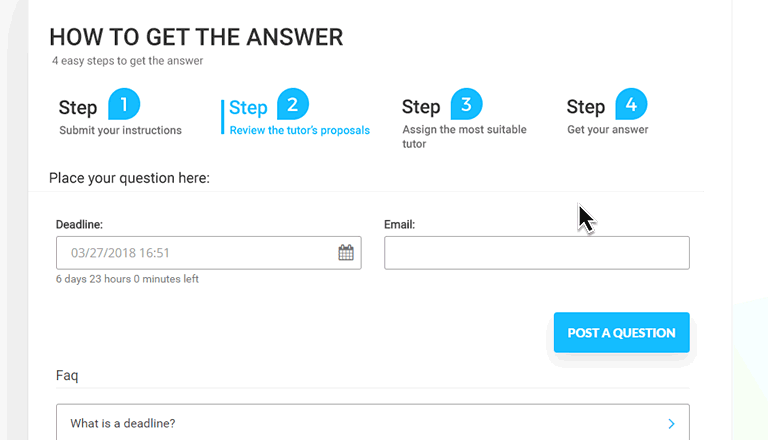 HOW TO GET THE ANSWER
4 easy steps to get the answer
Step 1
Submit your instructions
Step 2
Review the tutor's proposals
Step 3
Assign the most suitable
tutor
Step 4
Get your answer
Place your question here:
Deadline:
03/27/2018 16:51
6 days 23 hours 0 minutes left
Email:
POST A QUESTION
Faq
What is a deadline?